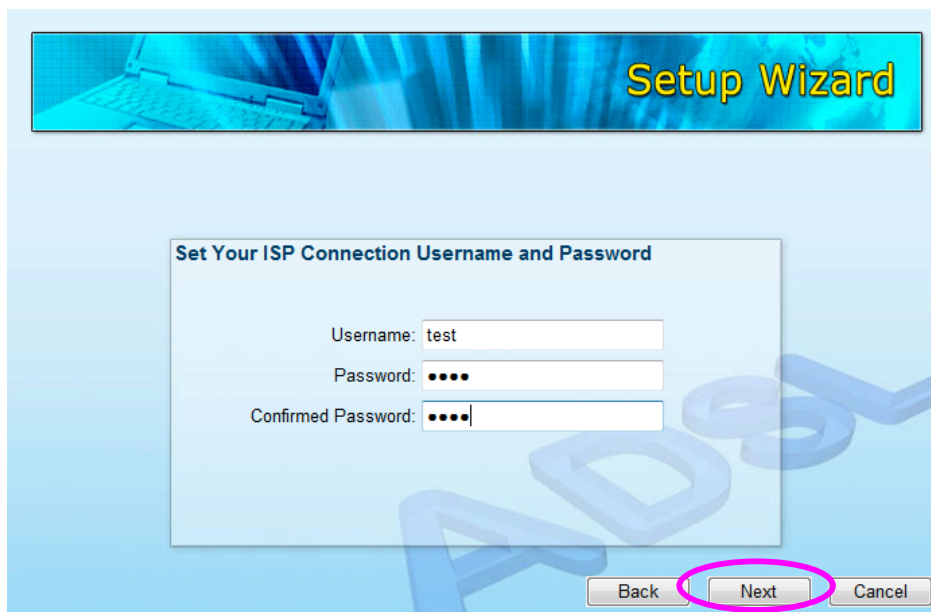 Setup Wizard
Set Your ISP Connection Username and Password
Username: test
Password: ●●●●
Confirmed Password: ●●●●
ADSL
Back Next Cancel